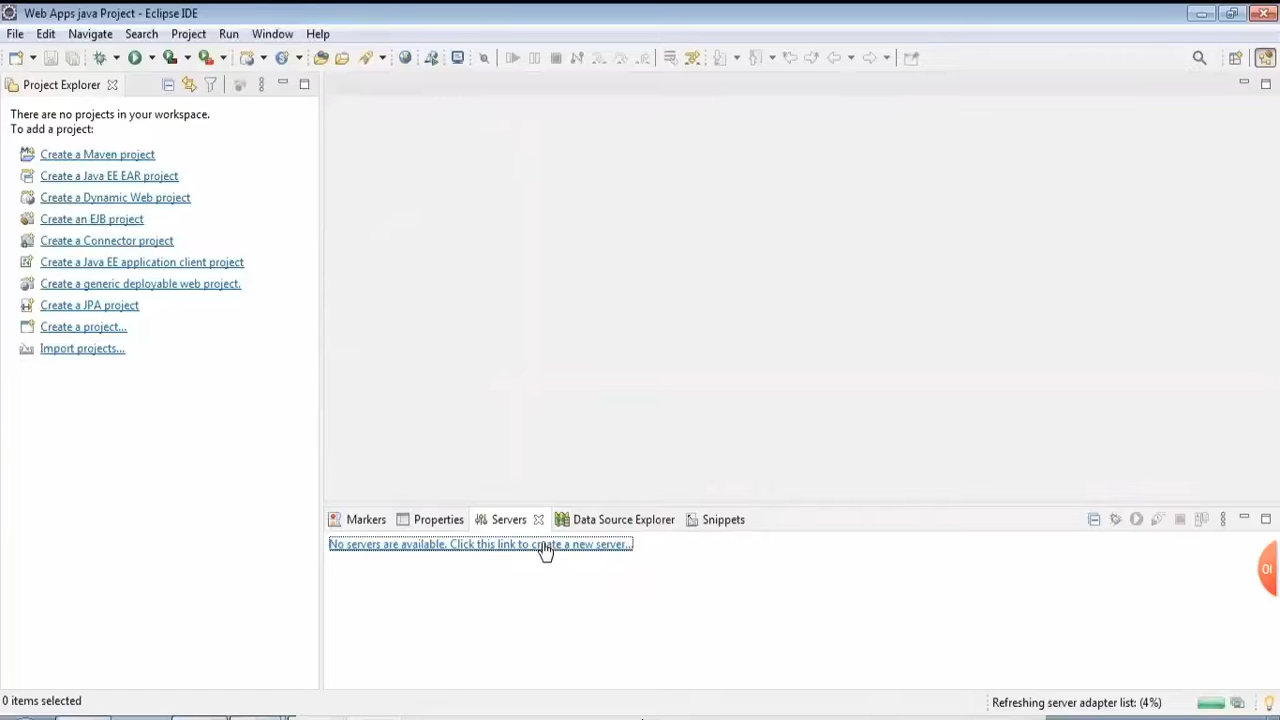 Web Apps java Project - Eclipse IDE
File Edit Navigate Search Project Run Window Help
Project Explorer
There are no projects in your workspace.
To add a project:
Create a Maven project
Create a Java EE EAR project
Create a Dynamic Web project
Create an EJB project
Create a Connector project
Create a Java EE application client project
Create a generic deployable web project.
Create a JPA project
Create a project...
Import projects...
Markers Properties Servers Data Source Explorer Snippets
No servers are available. Click this link to create a new server...
0 items selected
Refreshing server adapter list: (4%)